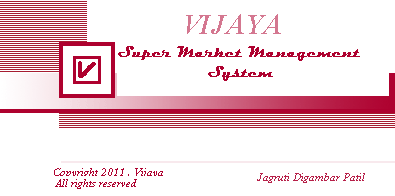 VIJAYA
Super Market Management
System
V
Copyright 2011 . Vijaya
All rights reserved
Jagruti Digambar Patil